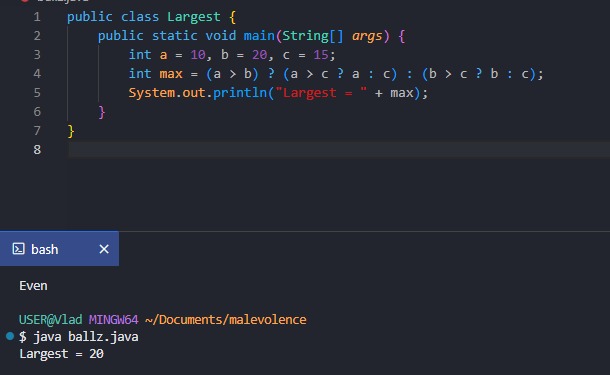 1 public class Largest {
2 public static void main(String[] args) {
3 int a = 10, b = 20, c = 15;
4 int max = (a > b) ? (a > c ? a : c) : (b > c ? b : c);
5 System.out.println("Largest = " + max);
6 }
7 }
8
bash ×
Even
USER@Vlad MINGW64 ~/Documents/malevolence
$ java ballz.java
Largest = 20